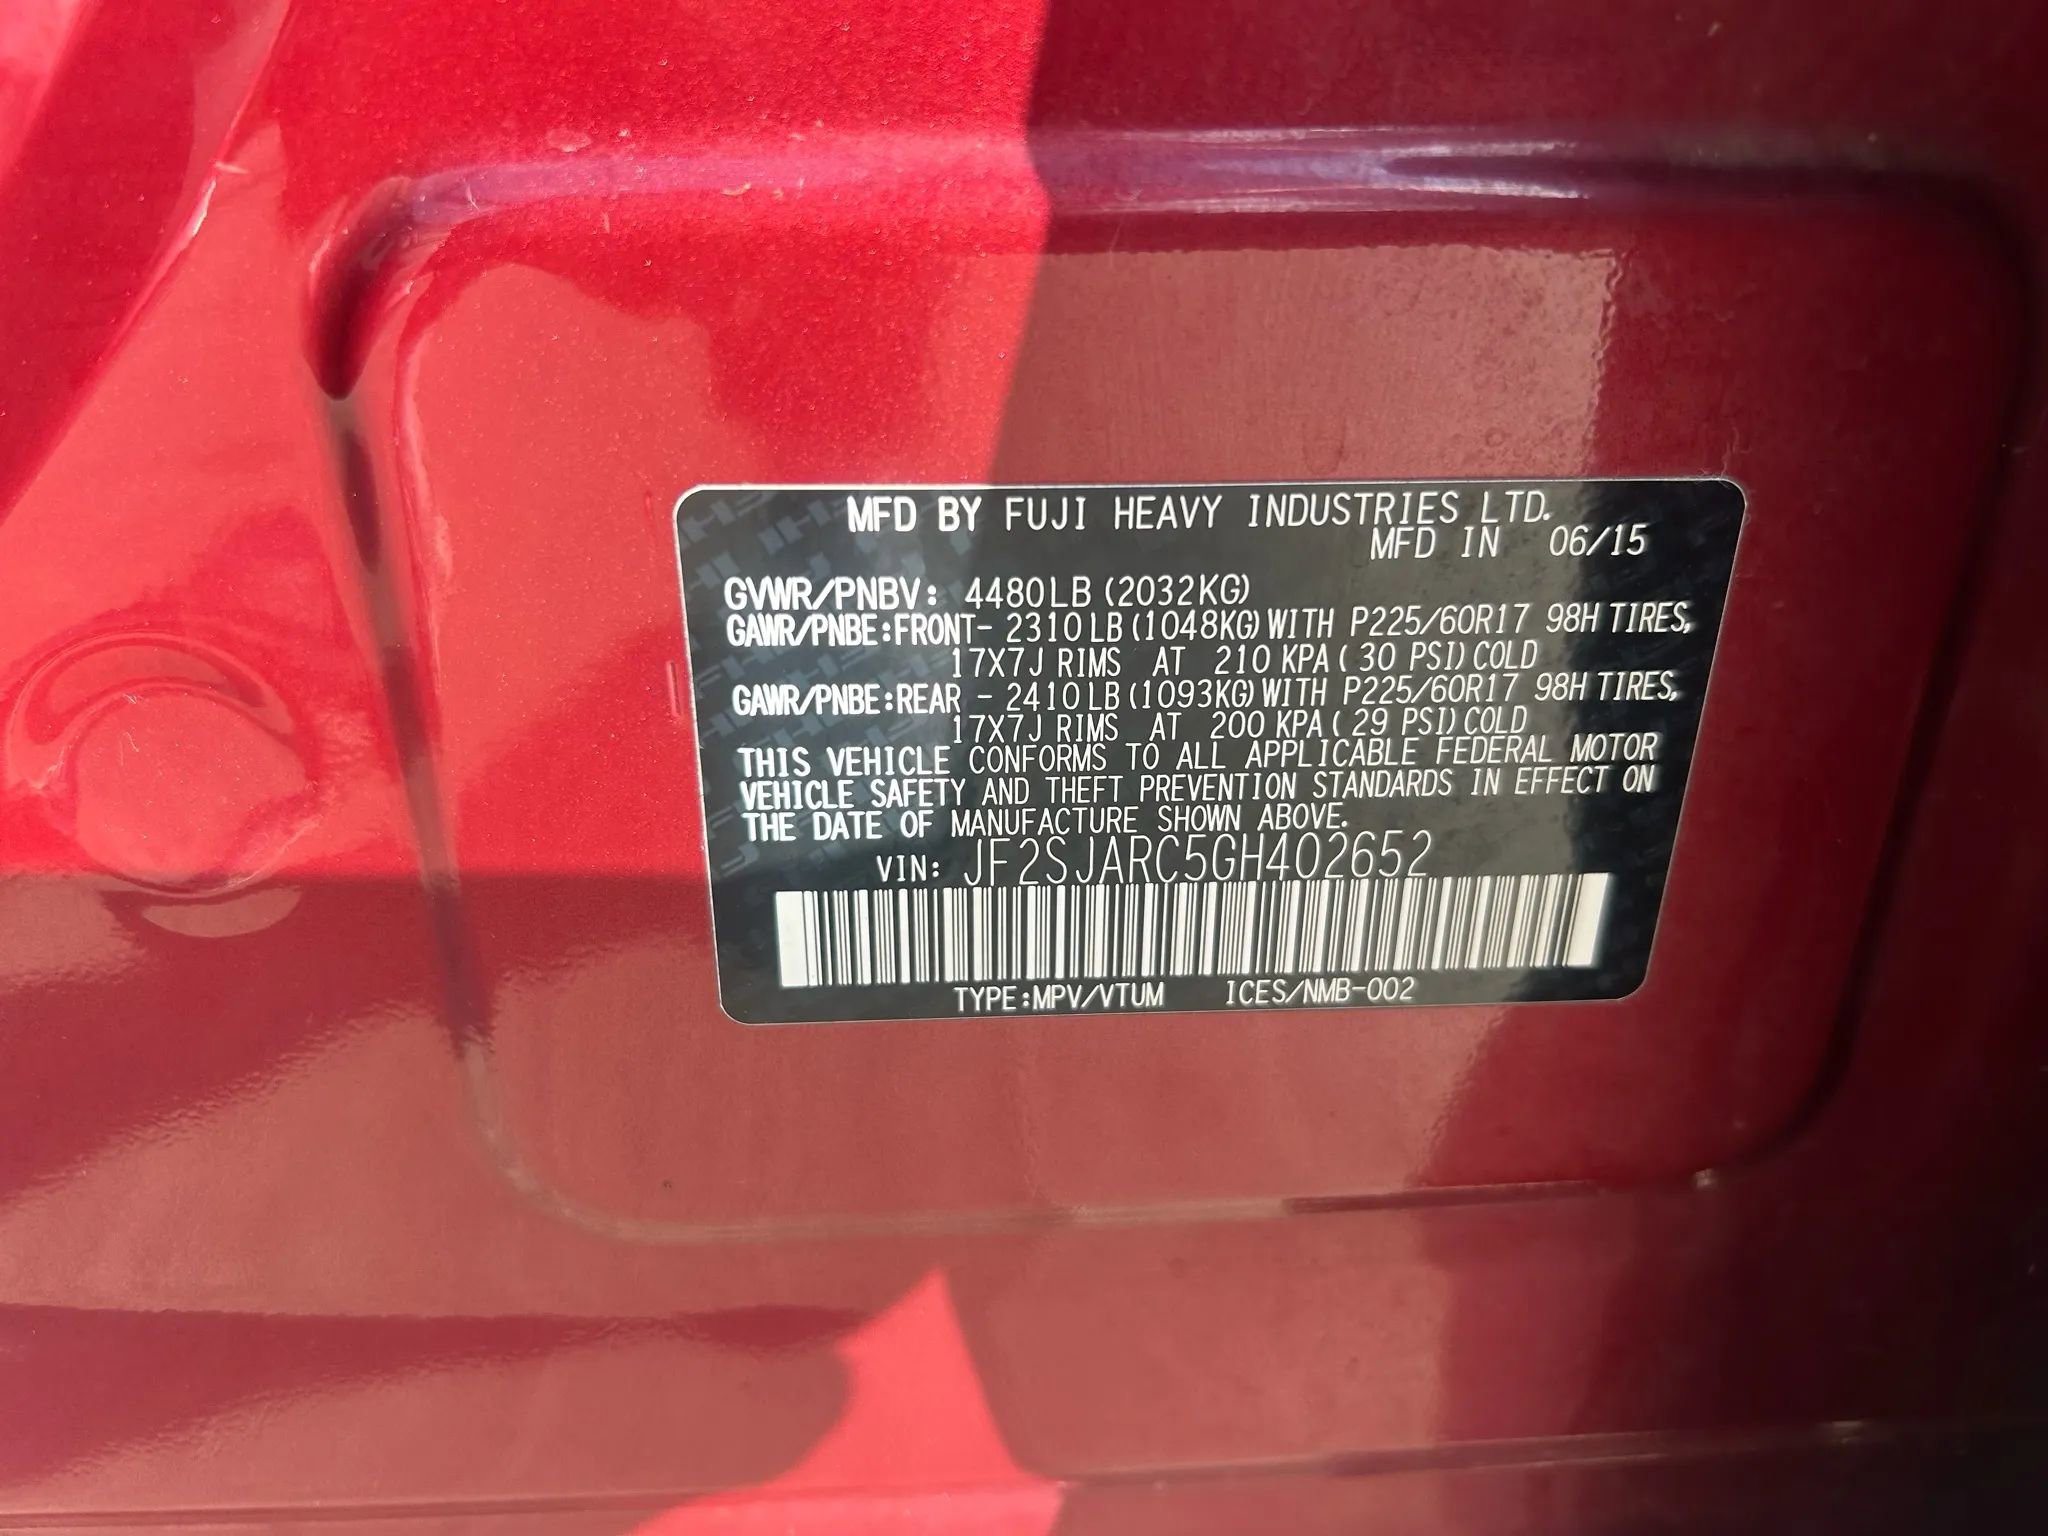 MFD BY FUJI HEAVY INDUSTRIES LTD.
MFD IN 06/15
GVWR/PNBV: 4480LB (2032KG)
GAWR/PNBE:FRONT- 2310LB(1048KG)WITH P225/60R17 98H TIRES,
17X7J RIMS AT 210 KPA( 30 PSI)COLD
GAWR/PNBE:REAR - 2410LB(1093KG)WITH P225/60R17 98H TIRES,
17X7J RIMS AT 200 KPA( 29 PSI)COLD
THIS VEHICLE CONFORMS TO ALL APPLICABLE FEDERAL MOTOR
VEHICLE SAFETY AND THEFT PREVENTION STANDARDS IN EFFECT ON
THE DATE OF MANUFACTURE SHOWN ABOVE.
VIN: JF2SJARC5GH402652
TYPE:MPV/VTUM ICES/NMB-002